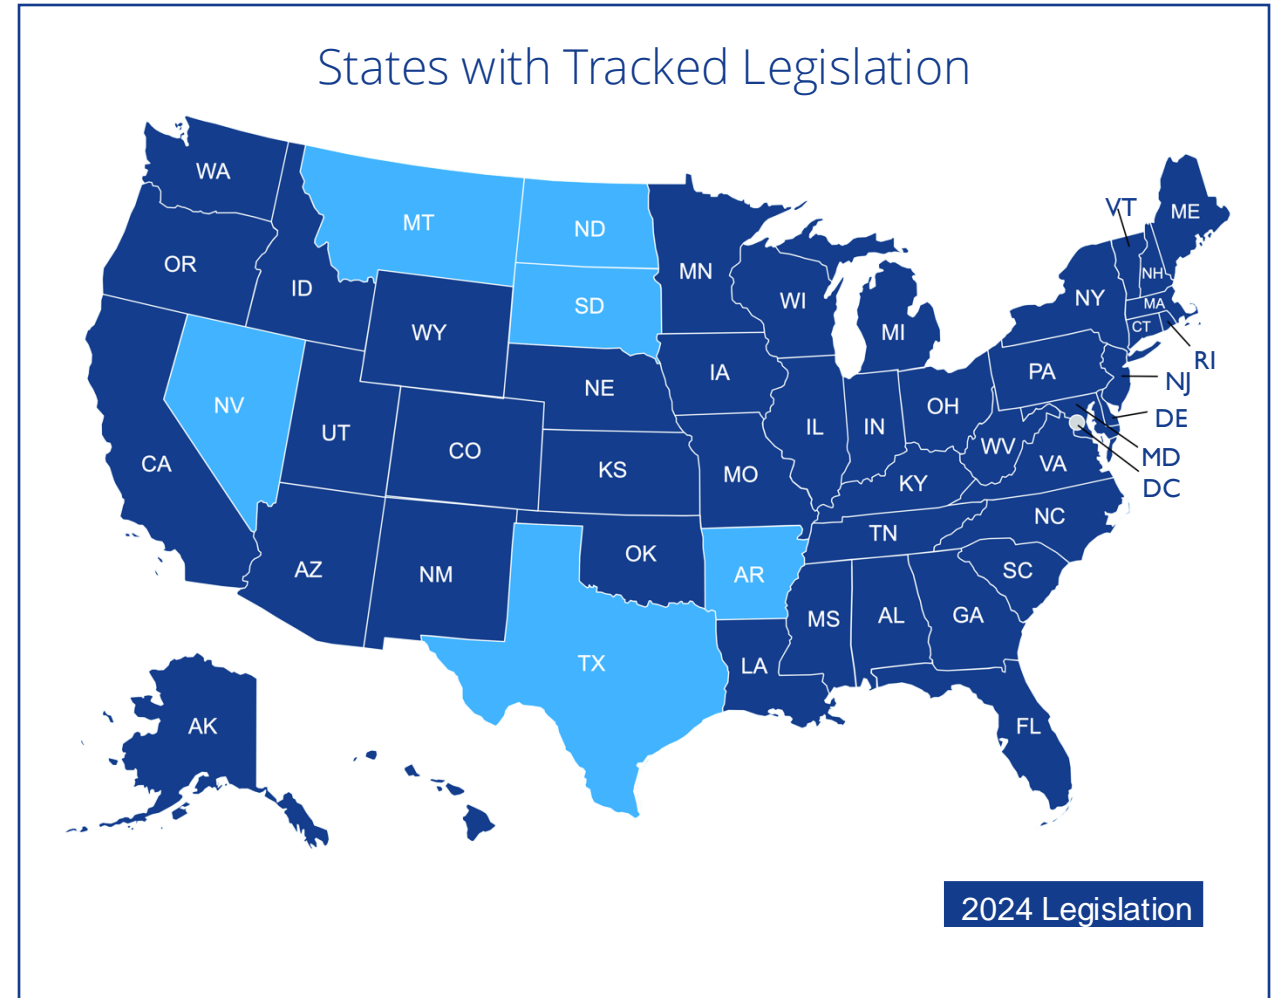 States with Tracked Legislation
WA
VT
ME
MT
ND
OR
MN
NH
ID
SD
WI
NY
MA
WY
MI
CT
RI
IA
PA
NJ
NE
NV
OH
DE
UT
IL
IN
CO
WV
MD
CA
KS
MO
KY
VA
DC
NC
TN
OK
AZ
NM
AR
SC
MS
AL
GA
TX
LA
AK
FL
2024 Legislation